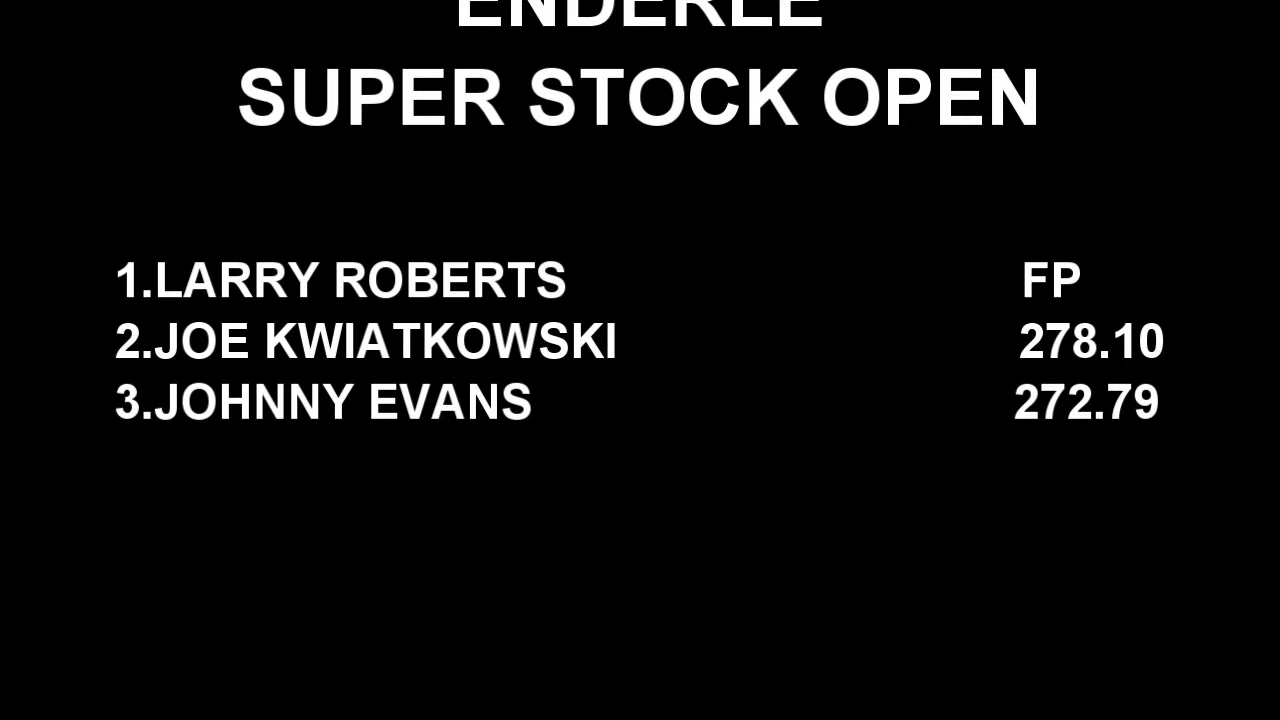 ENDERLE
SUPER STOCK OPEN
1.LARRY ROBERTS FP
2.JOE KWIATKOWSKI 278.10
3.JOHNNY EVANS 272.79